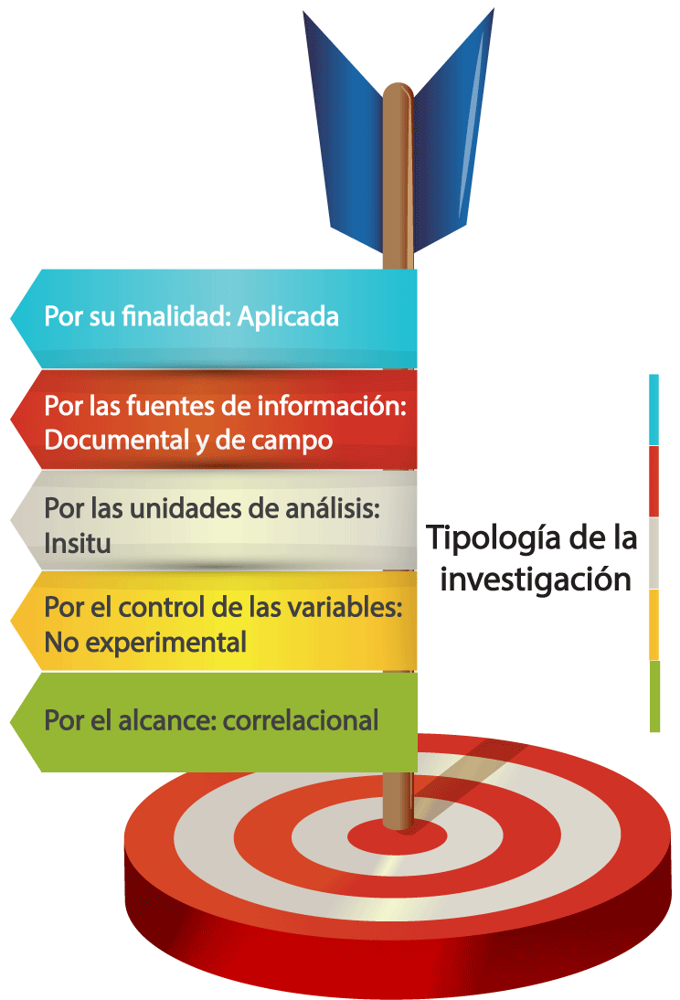 Por su finalidad: Aplicada
Por las fuentes de información:
Documental y de campo
Por las unidades de análisis:
Insitu
Por el control de las variables:
No experimental
Por el alcance: correlacional
Tipología de la
investigación